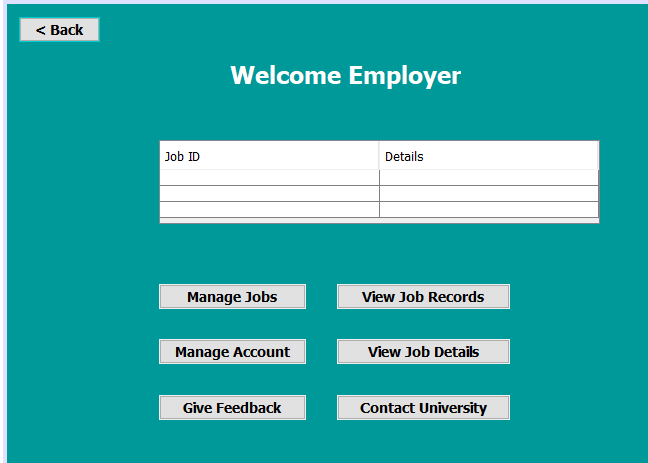 < Back
Welcome Employer
Job ID Details
Manage Jobs View Job Records
Manage Account View Job Details
Give Feedback Contact University